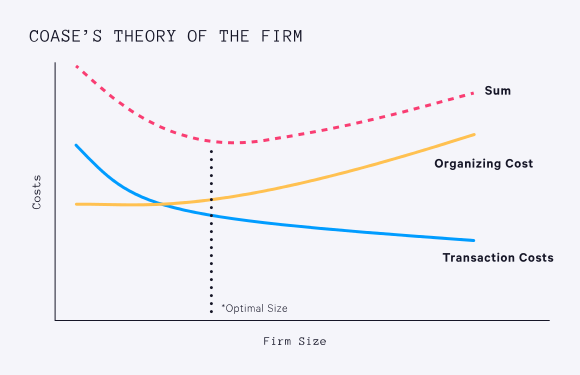 COASE'S THEORY OF THE FIRM
Sum
Organizing Cost
Costs
Transaction Costs
*Optimal Size
Firm Size